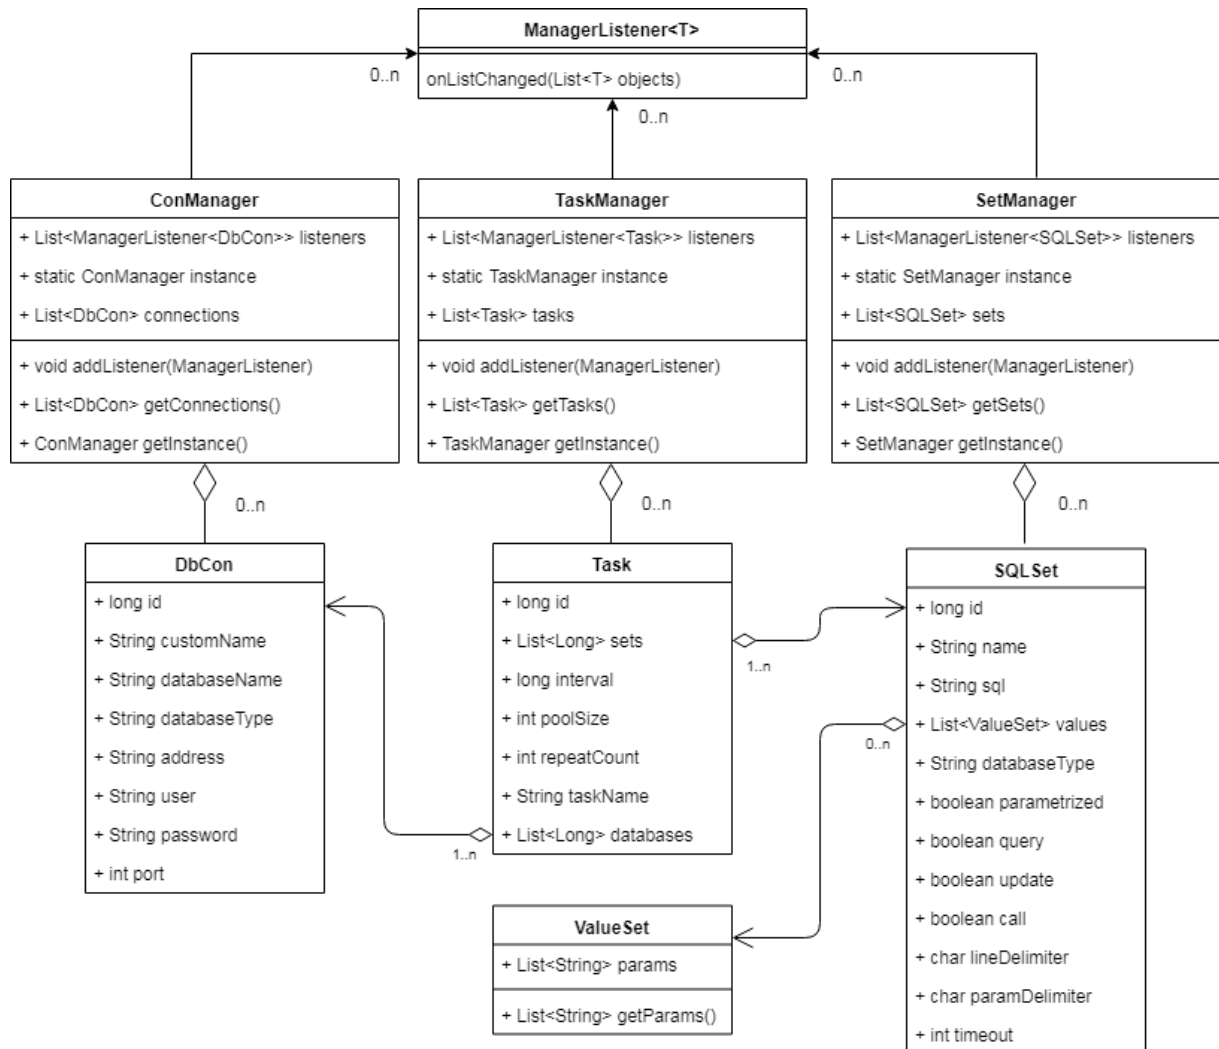 ManagerListener<T>
onListChanged(List<T> objects)
0..n
0..n
0..n
ConManager
+ List<ManagerListener<DbCon>> listeners
+ static ConManager instance
+ List<DbCon> connections
+ void addListener(ManagerListener)
+ List<DbCon> getConnections()
+ ConManager getInstance()
0..n
TaskManager
+ List<ManagerListener<Task>> listeners
+ static TaskManager instance
+ List<Task> tasks
+ void addListener(ManagerListener)
+ List<Task> getTasks()
+ TaskManager getInstance()
0..n
SetManager
+ List<ManagerListener<SQLSet>> listeners
+ static SetManager instance
+ List<SQLSet> sets
+ void addListener(ManagerListener)
+ List<SQLSet> getSets()
+ SetManager getInstance()
0..n
DbCon
+ long id
+ String customName
+ String databaseName
+ String databaseType
+ String address
+ String user
+ String password
+ int port
Task
+ long id
+ List<Long> sets
+ long interval
+ int poolSize
+ int repeatCount
+ String taskName
+ List<Long> databases
1..n
1..n
SQLSet
+ long id
+ String name
+ String sql
+ List<ValueSet> values
+ String databaseType
+ boolean parametrized
+ boolean query
+ boolean update
+ boolean call
+ char lineDelimiter
+ char paramDelimiter
+ int timeout
0..n
ValueSet
+ List<String> params
+ List<String> getParams()